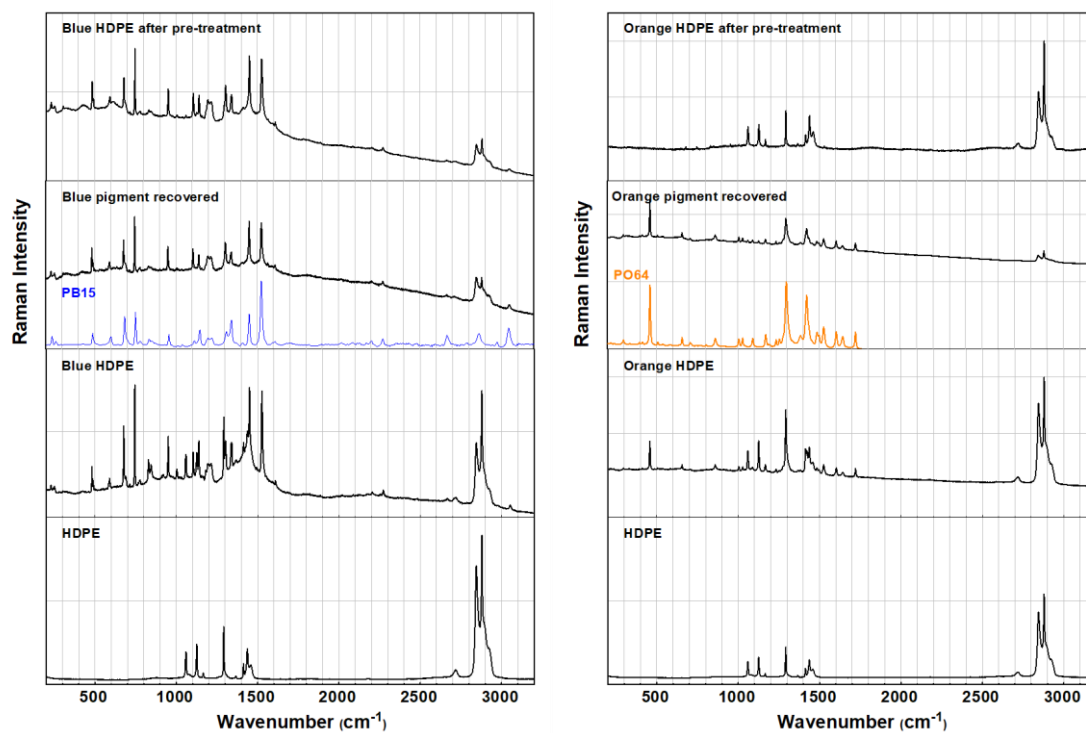 Blue HDPE after pre-treatment
Blue pigment recovered
PB15
Blue HDPE
HDPE
Raman Intensity
500 1000 1500 2000 2500 3000
Wavenumber (cm-1)
Orange HDPE after pre-treatment
Orange pigment recovered
PO64
Orange HDPE
HDPE
Raman Intensity
500 1000 1500 2000 2500 3000
Wavenumber (cm-1)